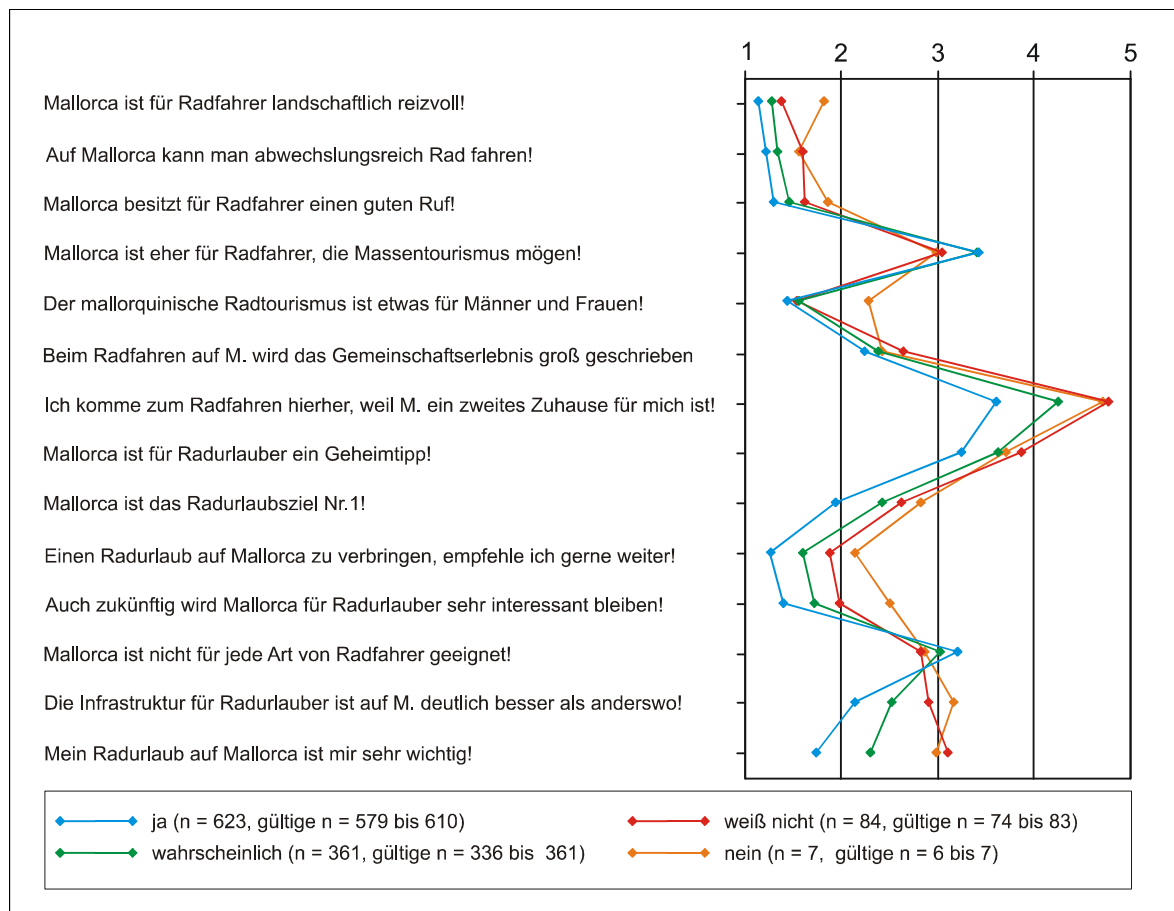 1 2 3 4 5
Mallorca ist für Radfahrer landschaftlich reizvoll!
Auf Mallorca kann man abwechslungsreich Rad fahren!
Mallorca besitzt für Radfahrer einen guten Ruf!
Mallorca ist eher für Radfahrer, die Massentourismus mögen!
Der mallorquinische Radtourismus ist etwas für Männer und Frauen!
Beim Radfahren auf M. wird das Gemeinschaftserlebnis groß geschrieben
Ich komme zum Radfahren hierher, weil M. ein zweites Zuhause für mich ist!
Mallorca ist für Radurlauber ein Geheimtipp!
Mallorca ist das Radurlaubsziel Nr.1!
Einen Radurlaub auf Mallorca zu verbringen, empfehle ich gerne weiter!
Auch zukünftig wird Mallorca für Radurlauber sehr interessant bleiben!
Mallorca ist nicht für jede Art von Radfahrer geeignet!
Die Infrastruktur für Radurlauber ist auf M. deutlich besser als anderswo!
Mein Radurlaub auf Mallorca ist mir sehr wichtig!
ja (n = 623, gültige n = 579 bis 610)
weiß nicht (n = 84, gültige n = 74 bis 83)
wahrscheinlich (n = 361, gültige n = 336 bis 361)
nein (n = 7, gültige n = 6 bis 7)